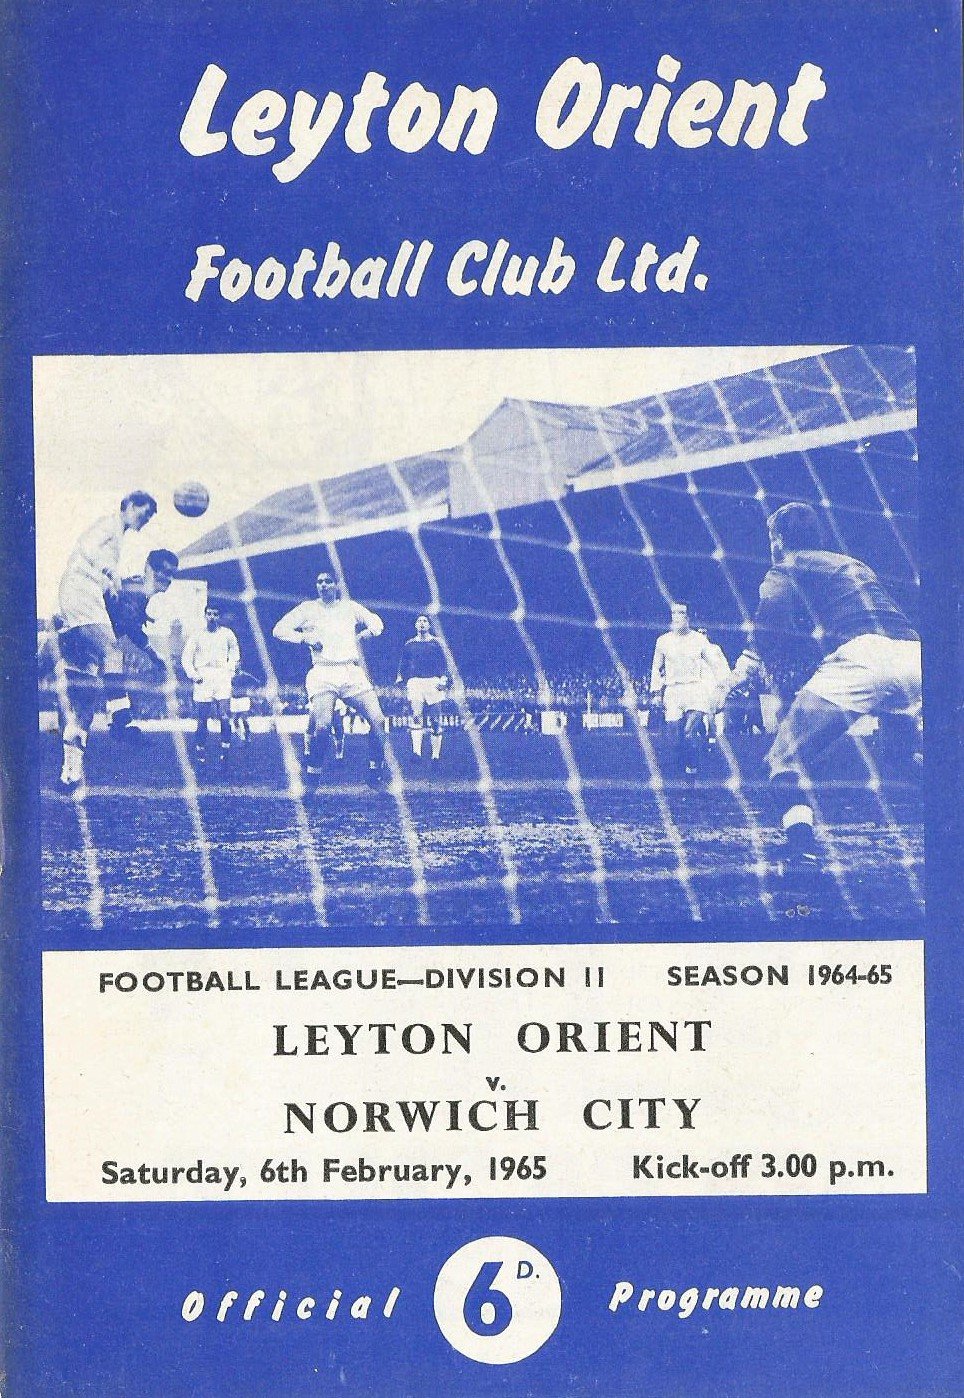 Leyton Orient
Football Club Ltd.
FOOTBALL LEAGUE—DIVISION II SEASON 1964-65
LEYTON ORIENT
v.
NORWICH CITY
Saturday, 6th February, 1965 Kick-off 3.00 p.m.
Official 6D. Programme